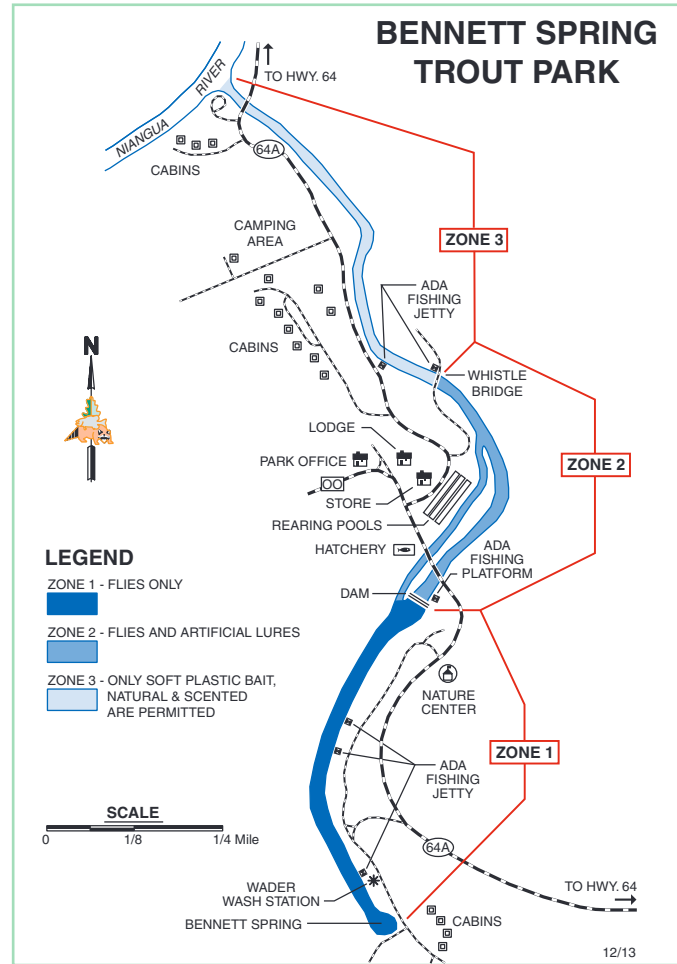 BENNETT SPRING
TROUT PARK
TO HWY. 64
NIANGUA RIVER
64A
CABINS
ZONE 3
CAMPING
AREA
ADA
FISHING
JETTY
CABINS
N
WHISTLE
BRIDGE
LODGE
PARK OFFICE
ZONE 2
STORE
REARING POOLS
HATCHERY
ADA
FISHING
PLATFORM
DAM
LEGEND
ZONE 1 - FLIES ONLY
ZONE 2 - FLIES AND ARTIFICIAL LURES
ZONE 3 - ONLY SOFT PLASTIC BAIT,
NATURAL & SCENTED
ARE PERMITTED
NATURE
CENTER
ZONE 1
ADA
FISHING
JETTY
SCALE
0 1/8 1/4 Mile
64A
WADER
WASH STATION
TO HWY. 64
BENNETT SPRING
CABINS
12/13